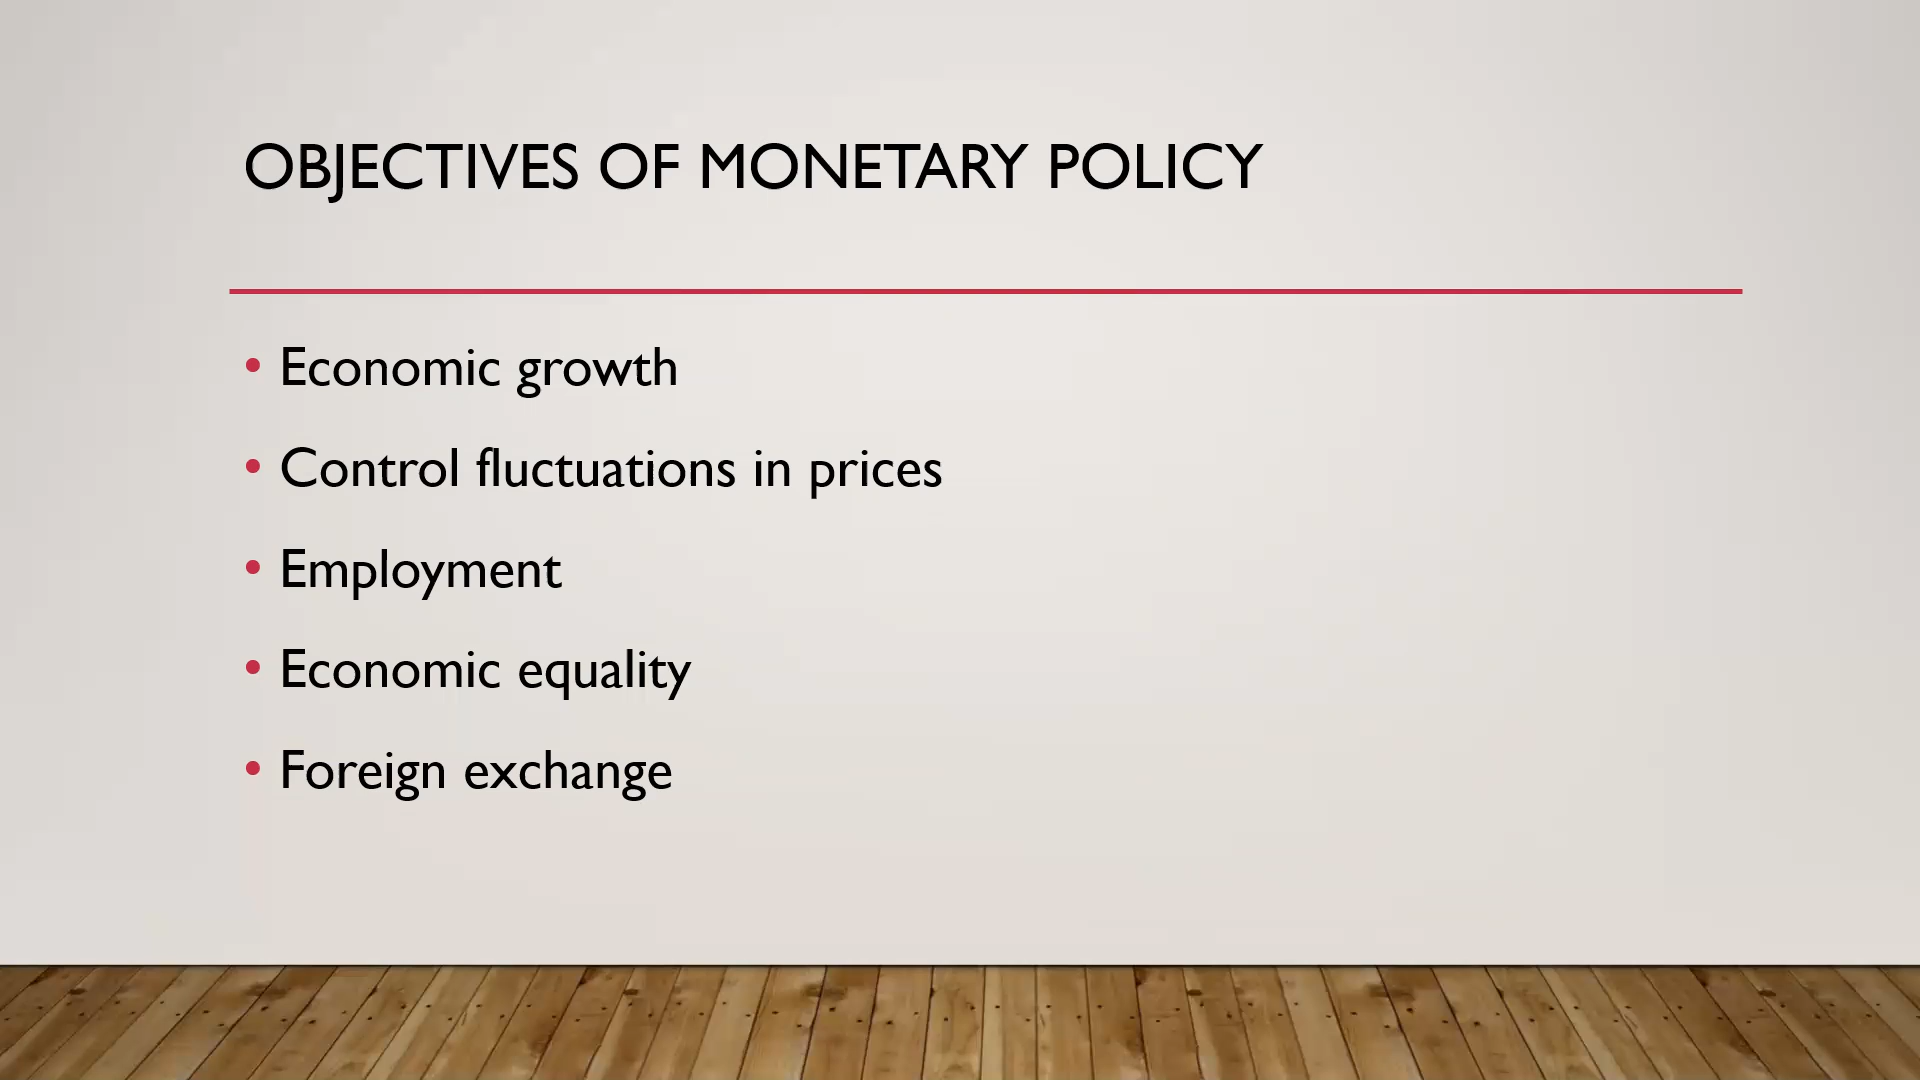 OBJECTIVES OF MONETARY POLICY
• Economic growth
• Control fluctuations in prices
• Employment
• Economic equality
• Foreign exchange